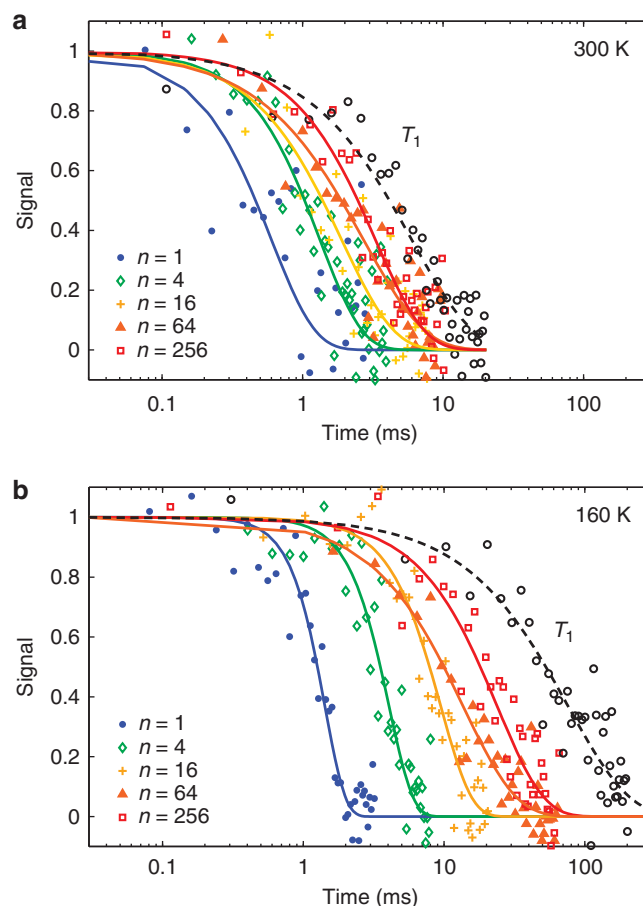 a
300 K
1
0.8
0.6
0.4
0.2
0
Signal
T1
n = 1
n = 4
n = 16
n = 64
n = 256
0.1
1
10
100
Time (ms)
b
160 K
1
0.8
0.6
0.4
0.2
0
Signal
T1
n = 1
n = 4
n = 16
n = 64
n = 256
0.1
1
10
100
Time (ms)